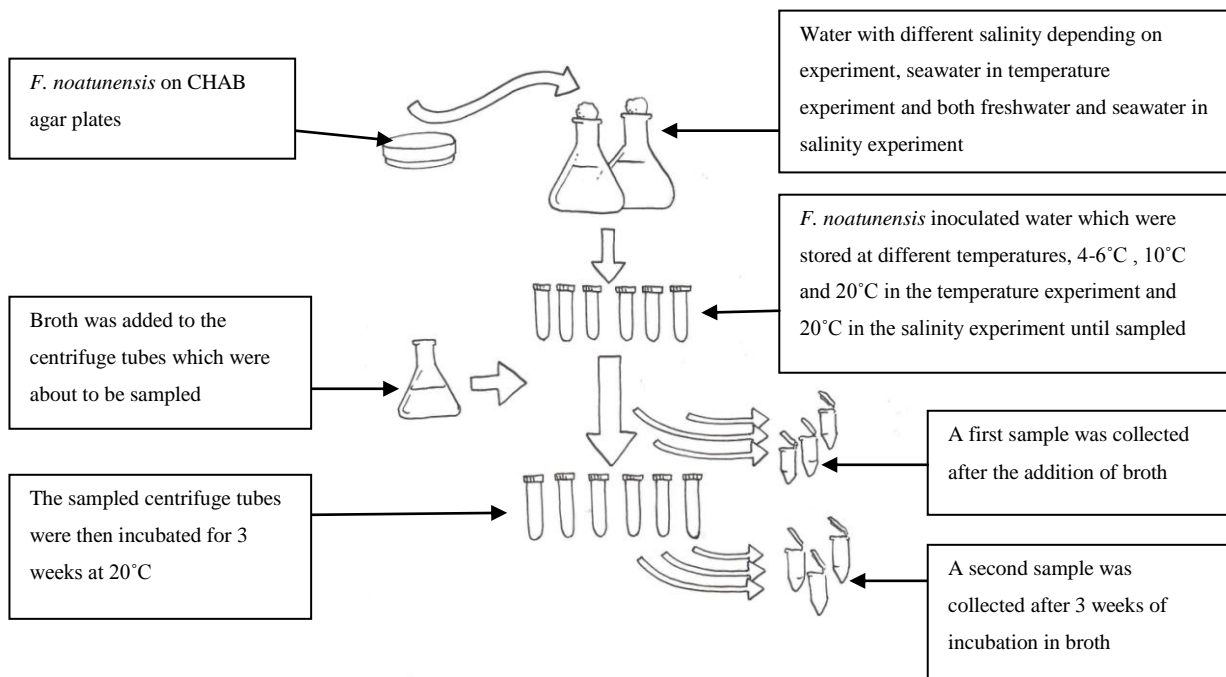 F. noatunensis on CHAB
agar plates
Water with different salinity depending on
experiment, seawater in temperature
experiment and both freshwater and seawater in
salinity experiment
F. noatunensis inoculated water which were
stored at different temperatures, 4-6˚C , 10˚C
and 20˚C in the temperature experiment and
20˚C in the salinity experiment until sampled
Broth was added to the
centrifuge tubes which were
about to be sampled
A first sample was collected
after the addition of broth
The sampled centrifuge tubes
were then incubated for 3
weeks at 20˚C
A second sample was
collected after 3 weeks of
incubation in broth